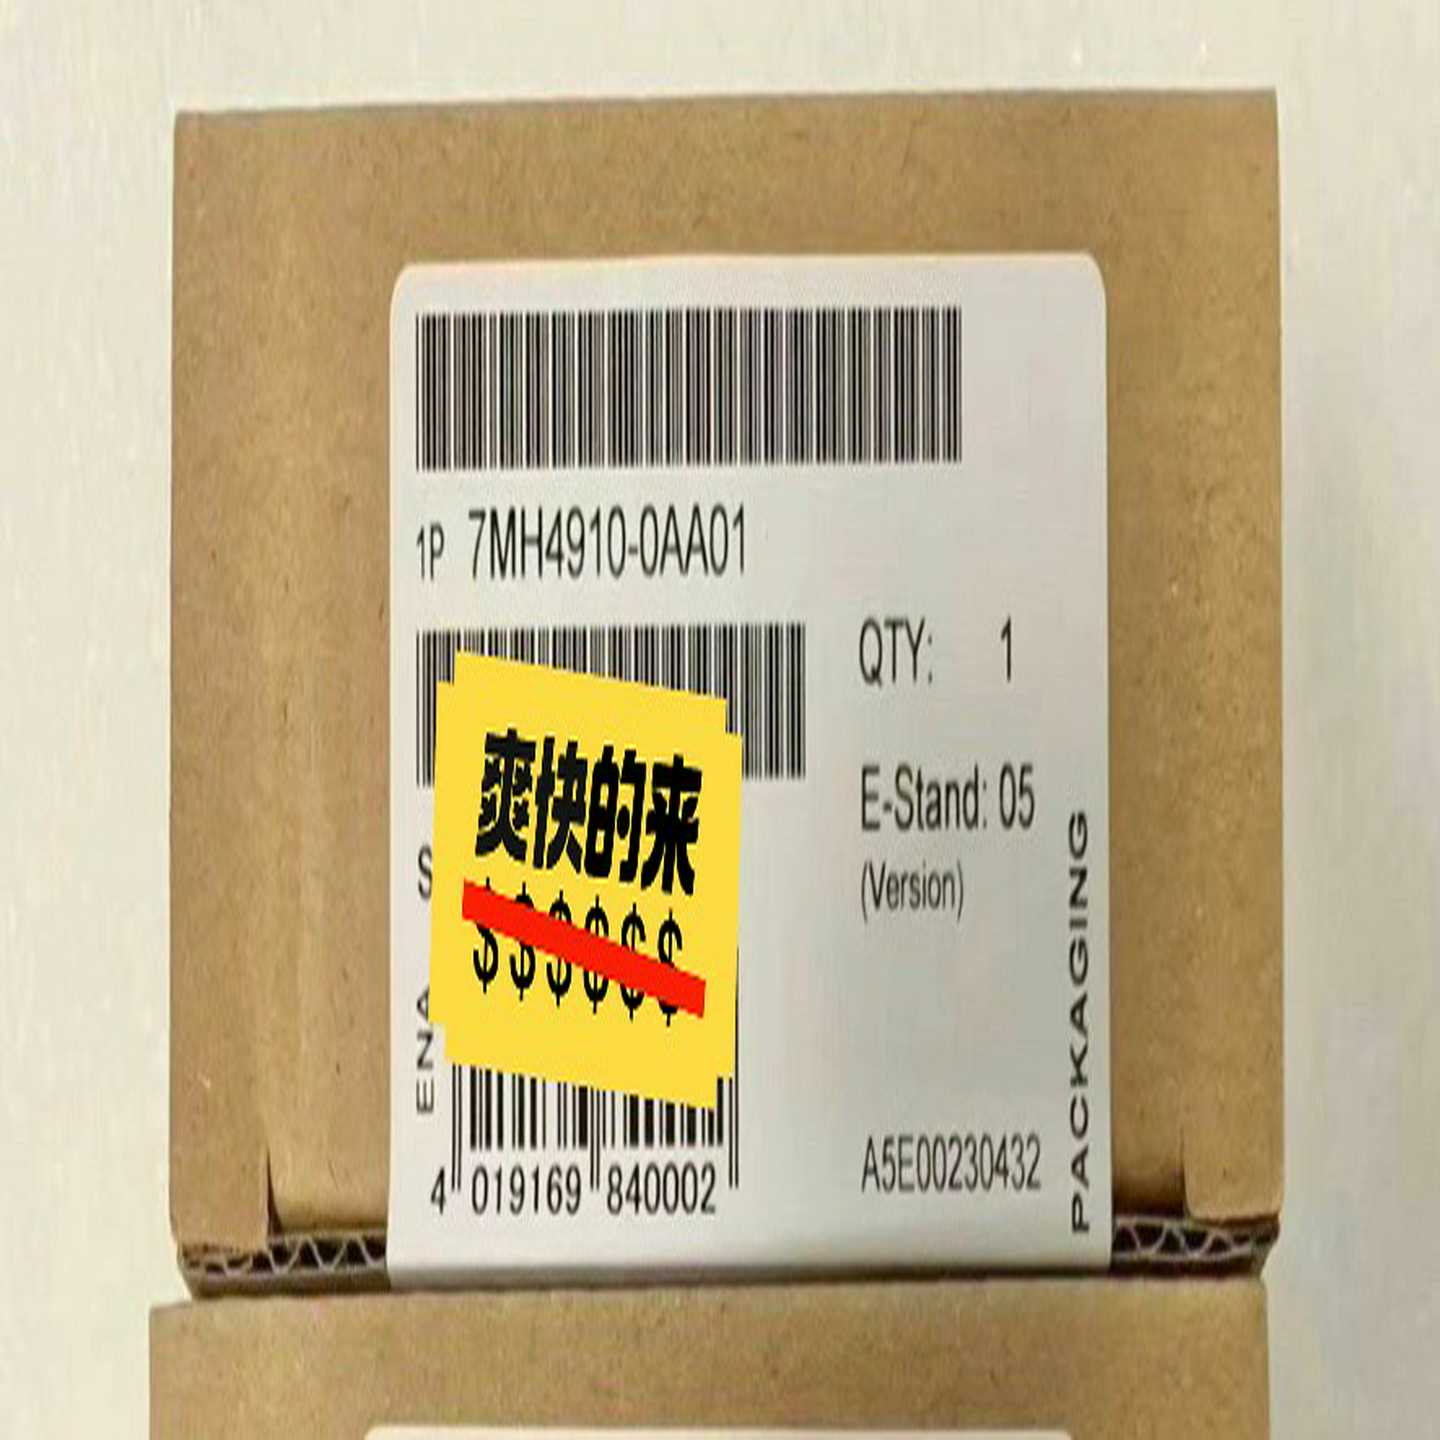 1P 7MH4910-0AA01
QTY: 1
爽快的来
$$$$$$
S
E-Stand: 05
(Version)
ENA
PACKAGING
A5E00230432
4 019169 840002